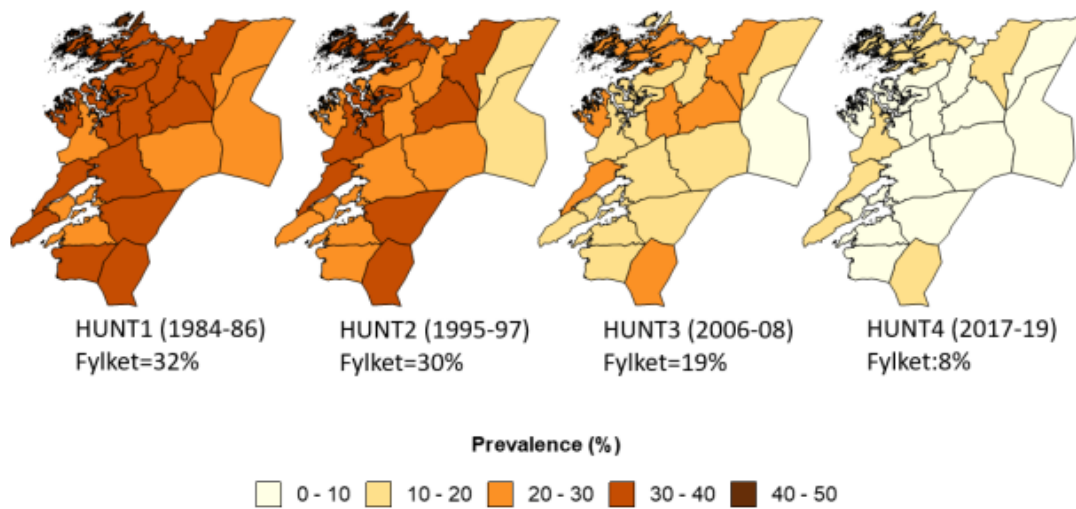 HUNT1 (1984-86)
Fylket=32%
HUNT2 (1995-97)
Fylket=30%
HUNT3 (2006-08)
Fylket=19%
HUNT4 (2017-19)
Fylket:8%
Prevalence (%)
0 - 10
10 - 20
20 - 30
30 - 40
40 - 50